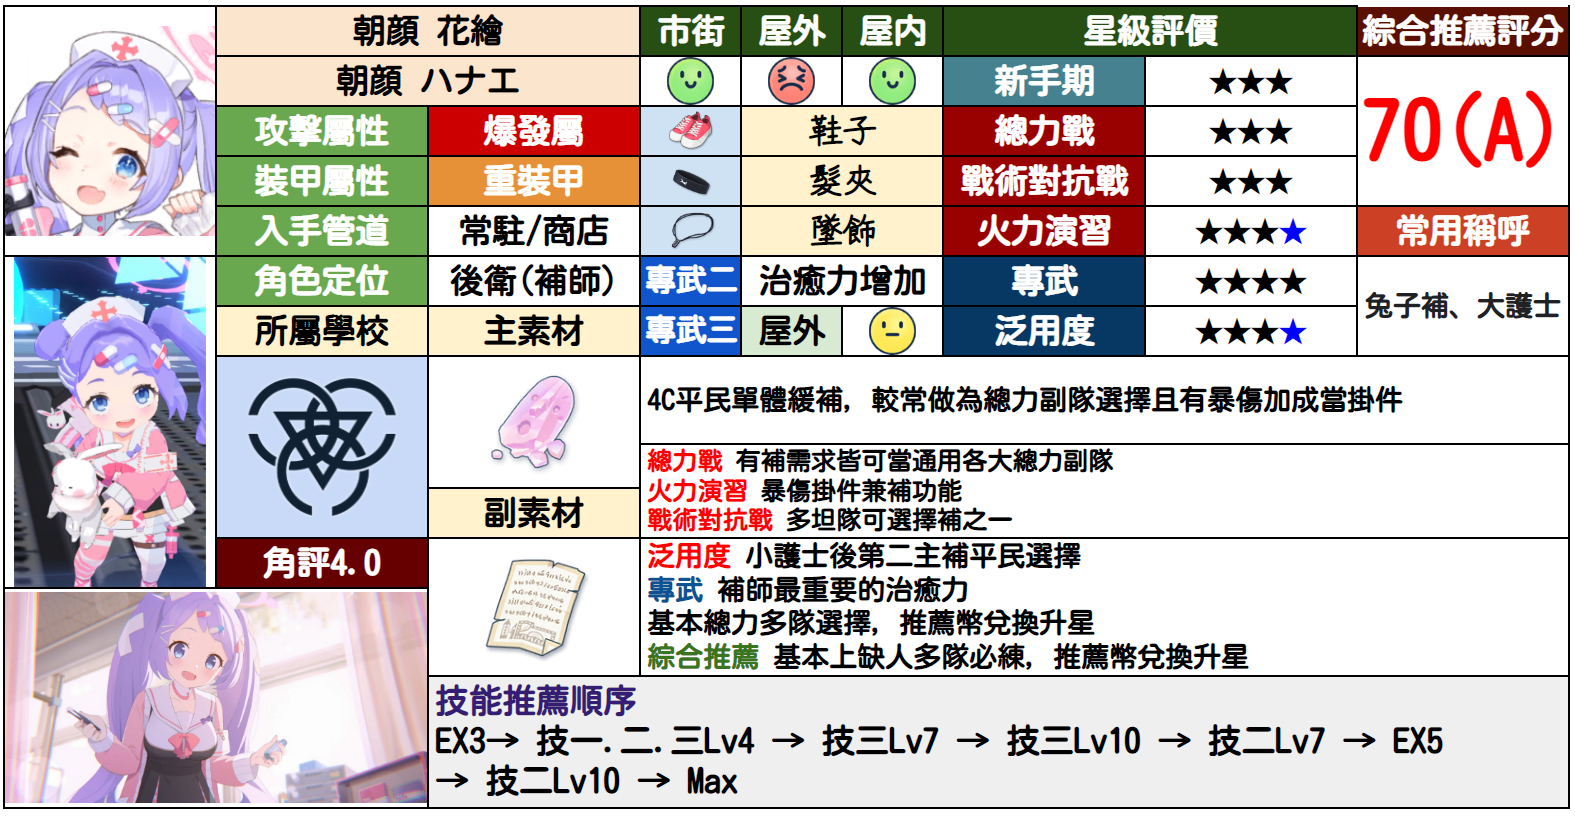 朝顔 花繪
市街
屋外
屋內
星級評價
綜合推薦評分
朝顔 ハナエ
新手期
★★★
70(A)
攻擊屬性
爆發屬
鞋子
總力戰
★★★
裝甲屬性
重裝甲
髮夾
戰術對抗戰
★★★
入手管道
常駐/商店
墜飾
火力演習
★★★★
常用稱呼
角色定位
後衛(補師)
專武二
治癒力增加
專武
★★★★
兔子補、大護士
所屬學校
主素材
專武三
屋外
泛用度
★★★★
4C平民單體緩補, 較常做為總力副隊選擇且有暴傷加成當掛件
總力戰 有補需求皆可當通用各大總力副隊
火力演習 暴傷掛件兼補功能
戰術對抗戰 多坦隊可選擇補之一
副素材
角評4.0
泛用度 小護士後第二主補平民選擇
專武 補師最重要的治癒力
基本總力多隊選擇, 推薦幣兌換升星
綜合推薦 基本上缺人多隊必練, 推薦幣兌換升星
技能推薦順序
EX3→ 技一.二.三Lv4 → 技三Lv7 → 技三Lv10 → 技二Lv7 → EX5
→ 技二Lv10 → Max